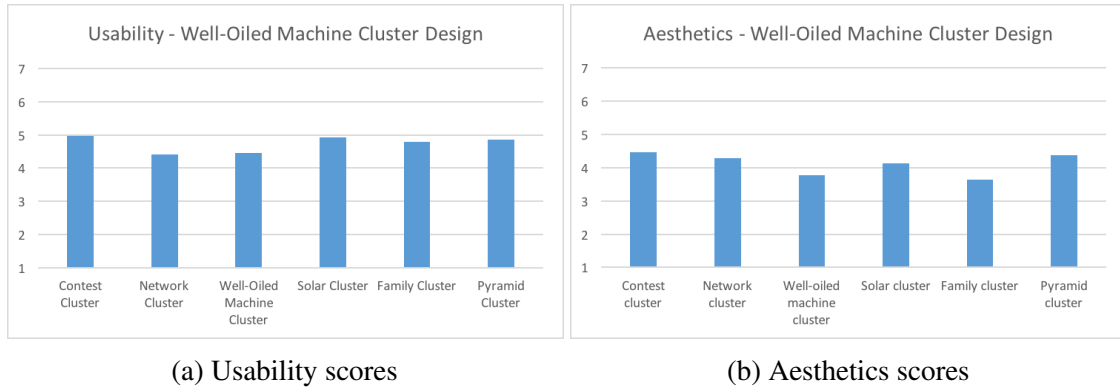 Usability - Well-Oiled Machine Cluster Design
7
6
5
4
3
2
1
Contest Cluster
Network Cluster
Well-Oiled Machine Cluster
Solar Cluster
Family Cluster
Pyramid Cluster
(a) Usability scores
Aesthetics - Well-Oiled Machine Cluster Design
7
6
5
4
3
2
1
Contest cluster
Network cluster
Well-oiled machine cluster
Solar cluster
Family cluster
Pyramid cluster
(b) Aesthetics scores